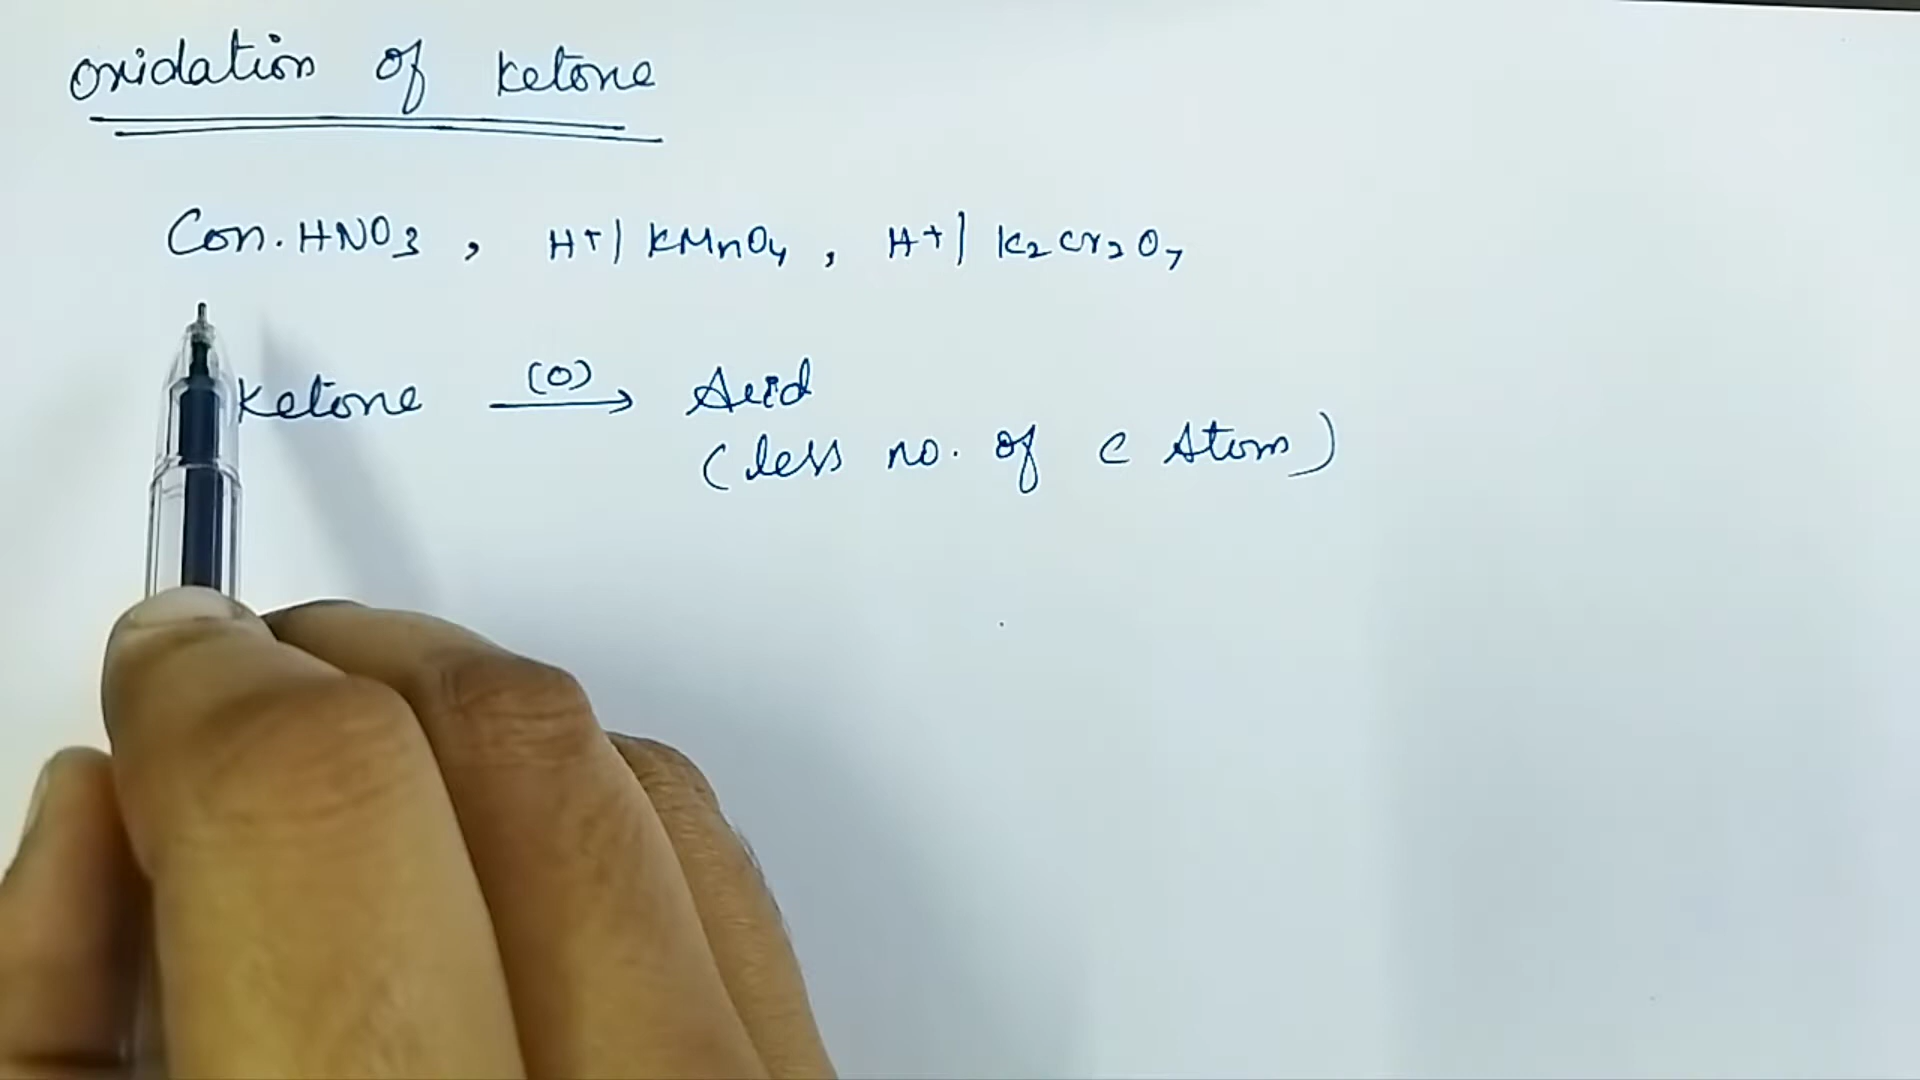 oxidation of ketone
Con. HNO3 , H+| KMnO4 , H+| K2Cr2O7
Ketone (O) → Acid
(less no. of C Atom)